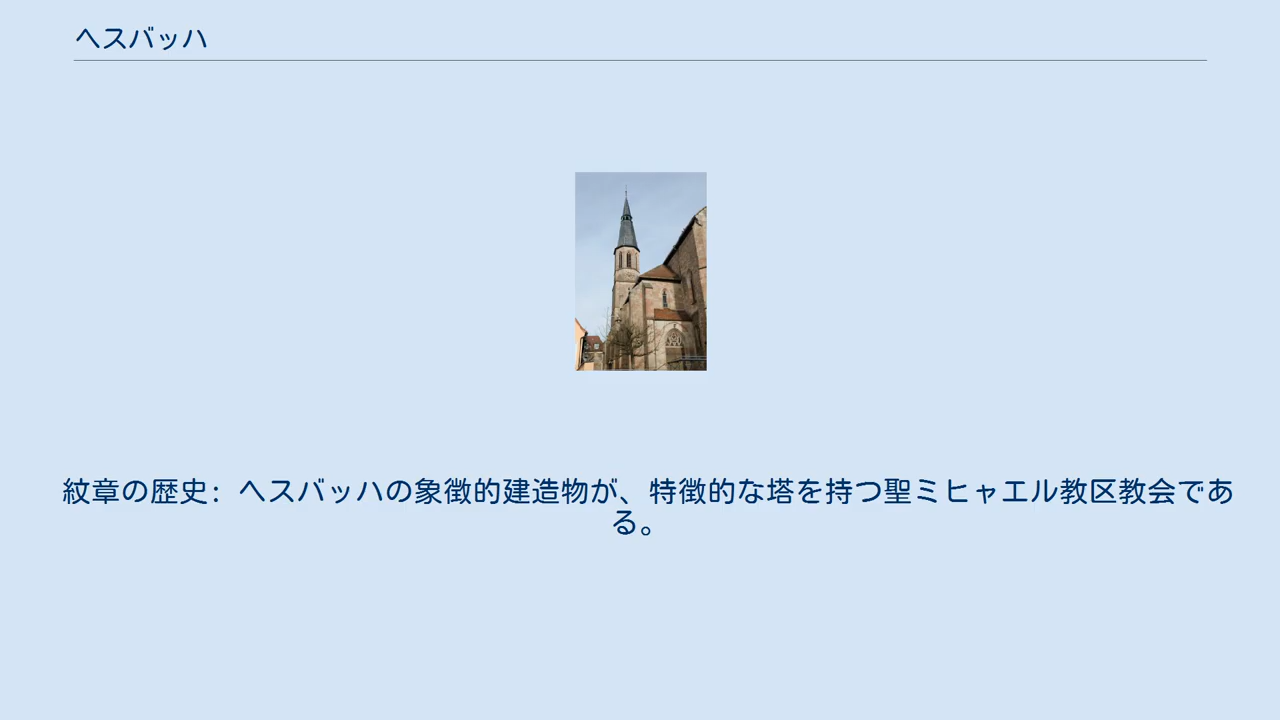 ヘスバッハ
紋章の歴史：ヘスバッハの象徴的建造物が、特徴的な塔を持つ聖ミヒャエル教区教会であ
る。